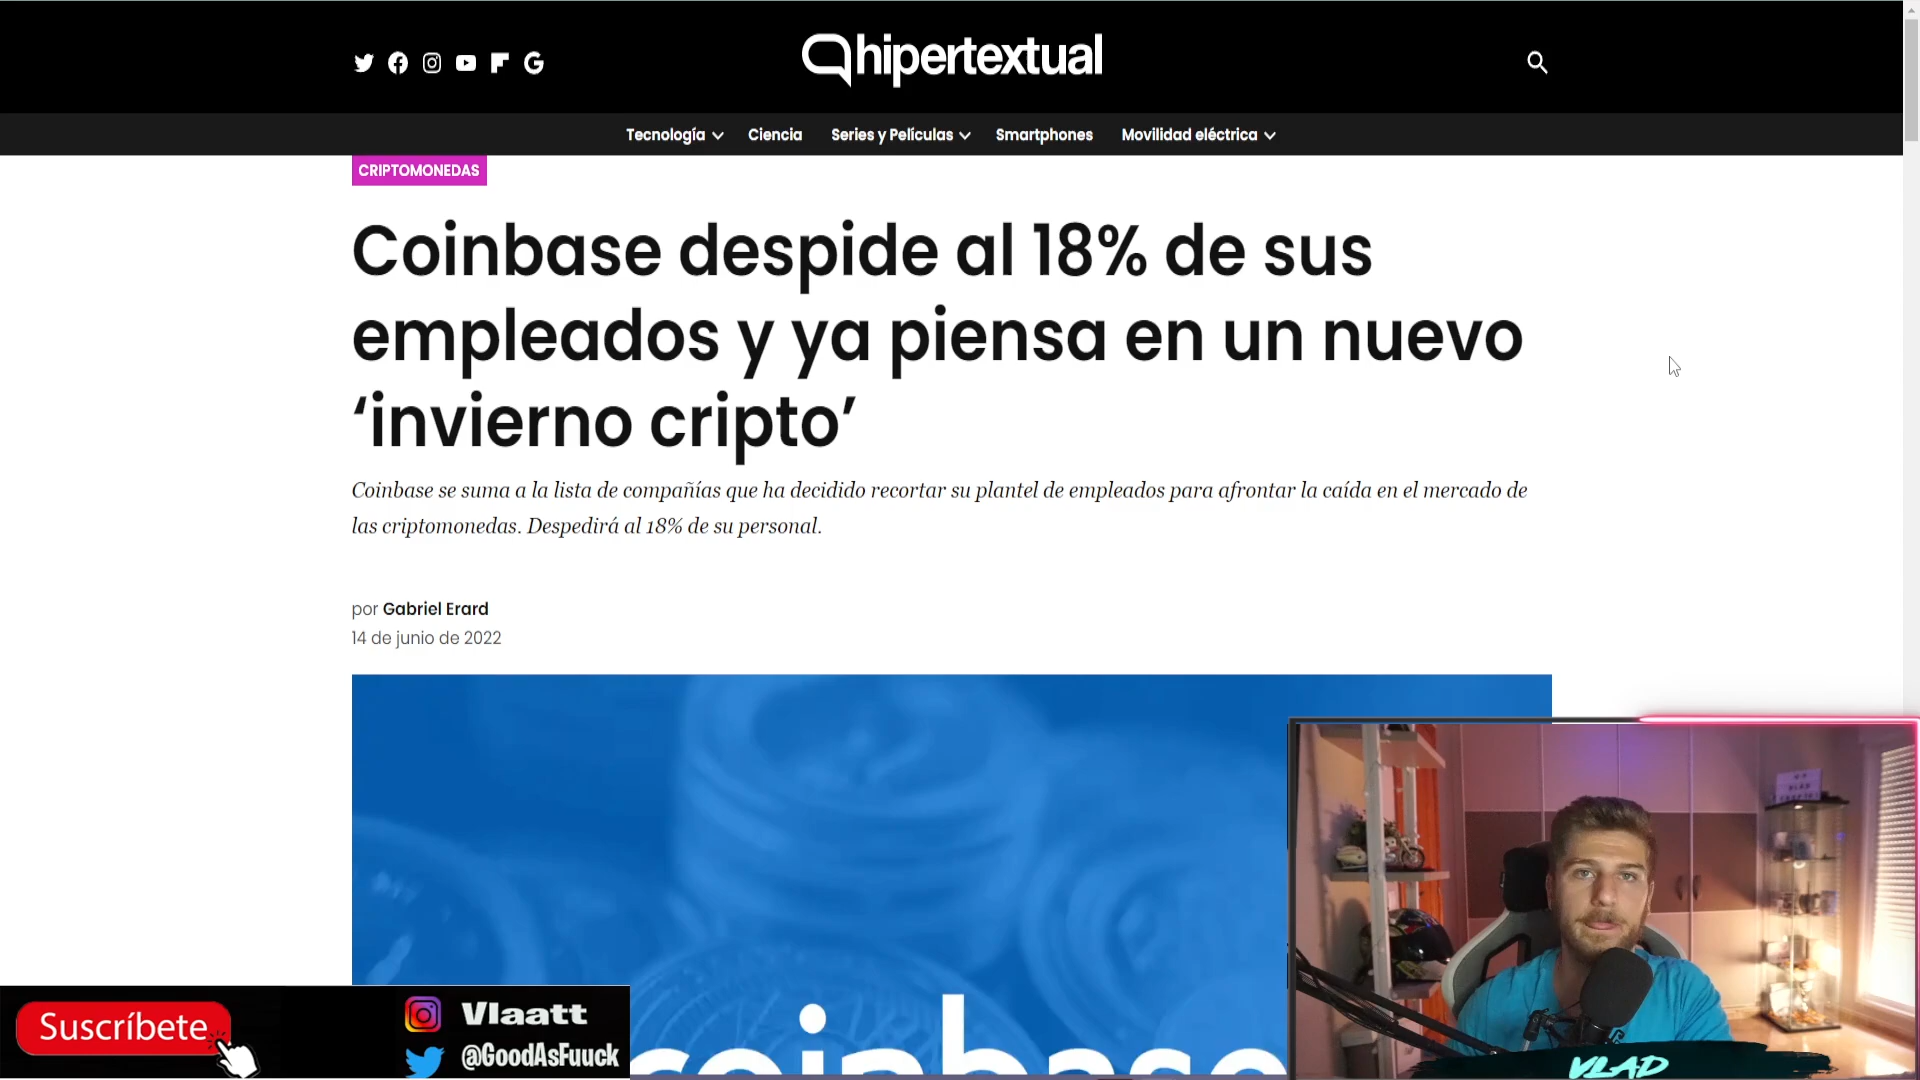 hipertextual
Tecnología
Ciencia
Series y Películas
Smartphones
Movilidad eléctrica
CRIPTOMONEDAS
Coinbase despide al 18% de sus
empleados y ya piensa en un nuevo
‘invierno cripto’
Coinbase se suma a la lista de compañías que ha decidido recortar su plantel de empleados para afrontar la caída en el mercado de
las criptomonedas. Despedirá al 18% de su personal.
por Gabriel Erard
14 de junio de 2022
coinbase
Suscríbete
Vlaatt
@GoodAsFuuck
VLAD